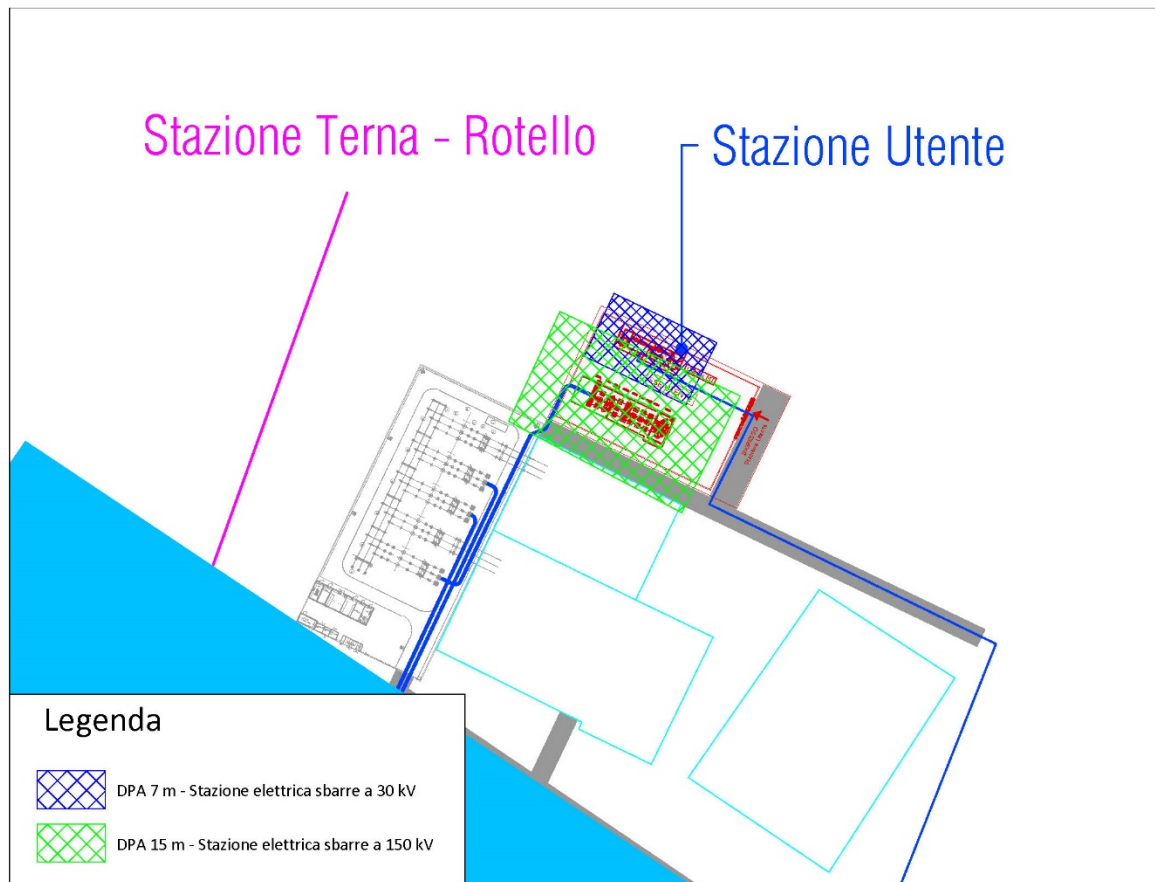 Stazione Terna - Rotello
Stazione Utente
Legenda
DPA 7 m - Stazione elettrica sbarre a 30 kV
DPA 15 m - Stazione elettrica sbarre a 150 kV